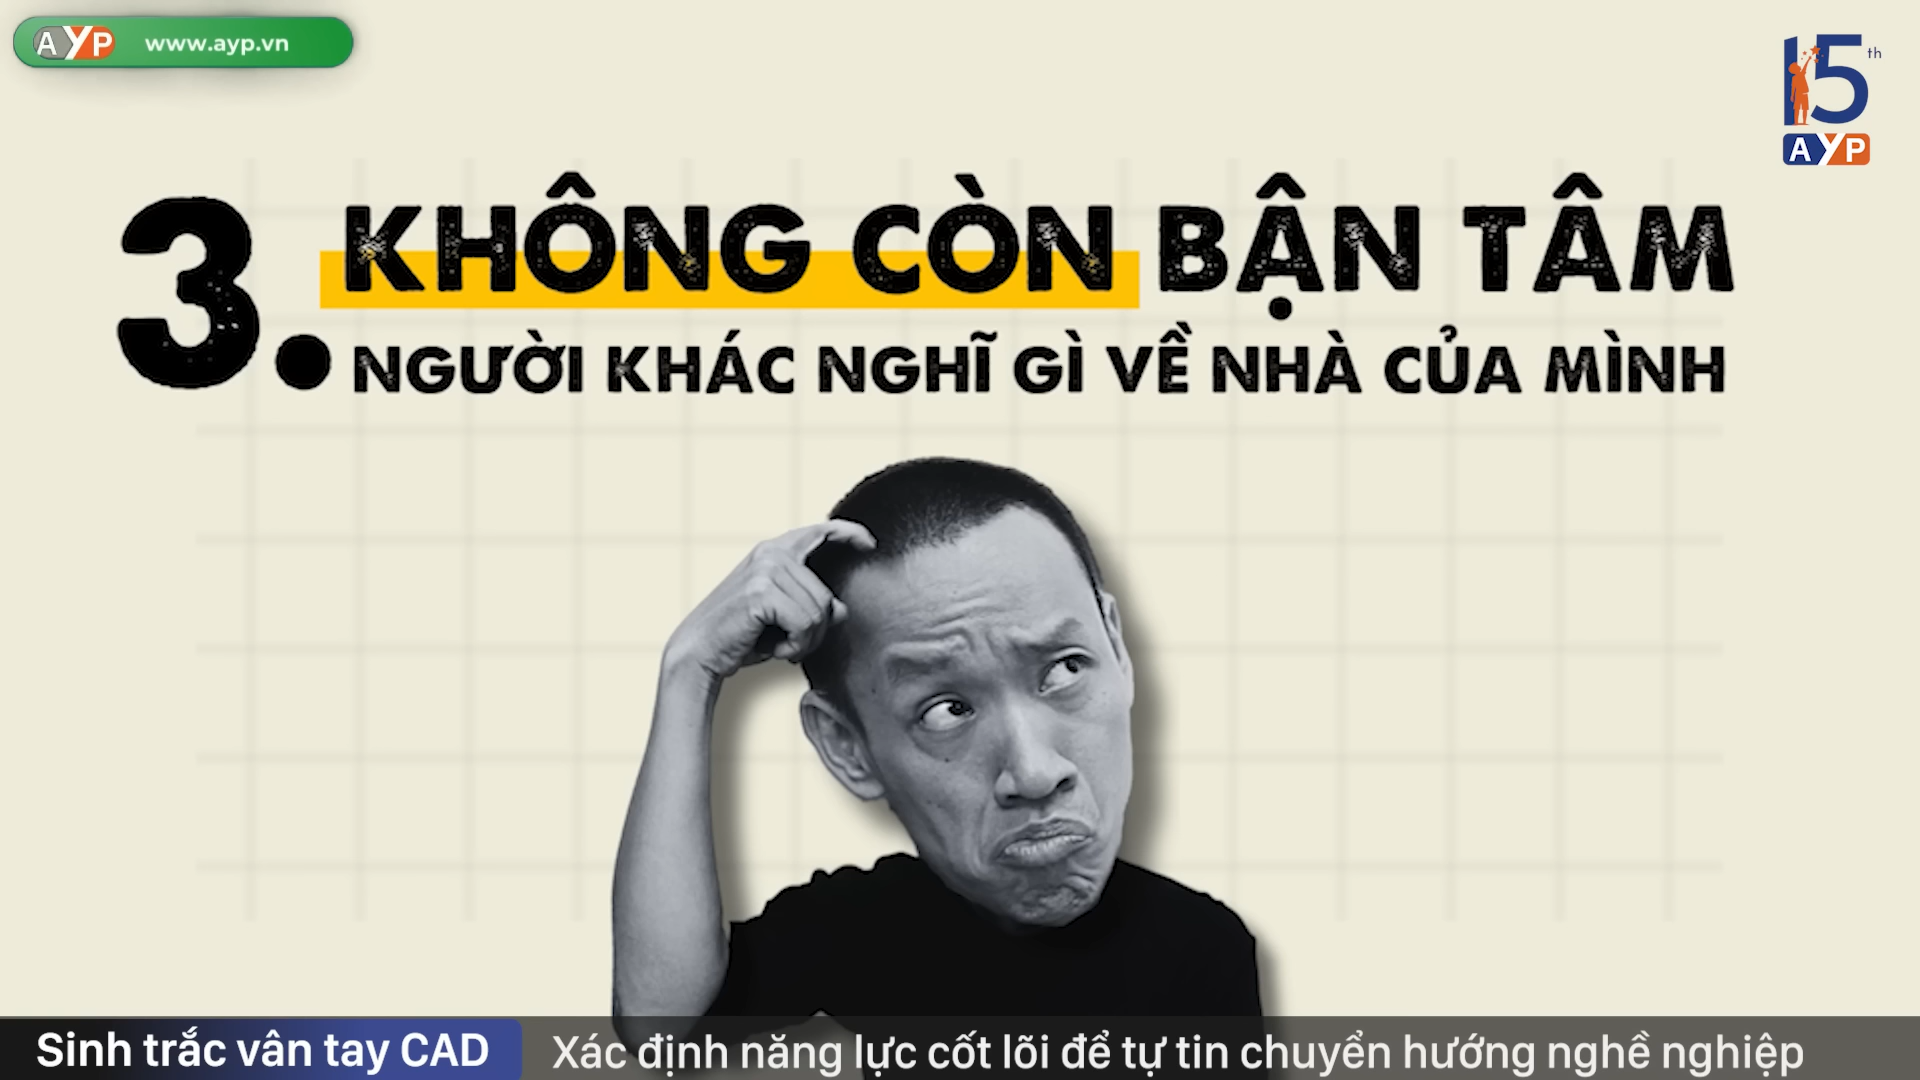 AYP www.ayp.vn
15th
AYP
3. KHÔNG CÒN BẬN TÂM
NGƯỜI KHÁC NGHĨ GÌ VỀ NHÀ CỦA MÌNH
Sinh trắc vân tay CAD Xác định năng lực cốt lõi để tự tin chuyển hướng nghề nghiệp